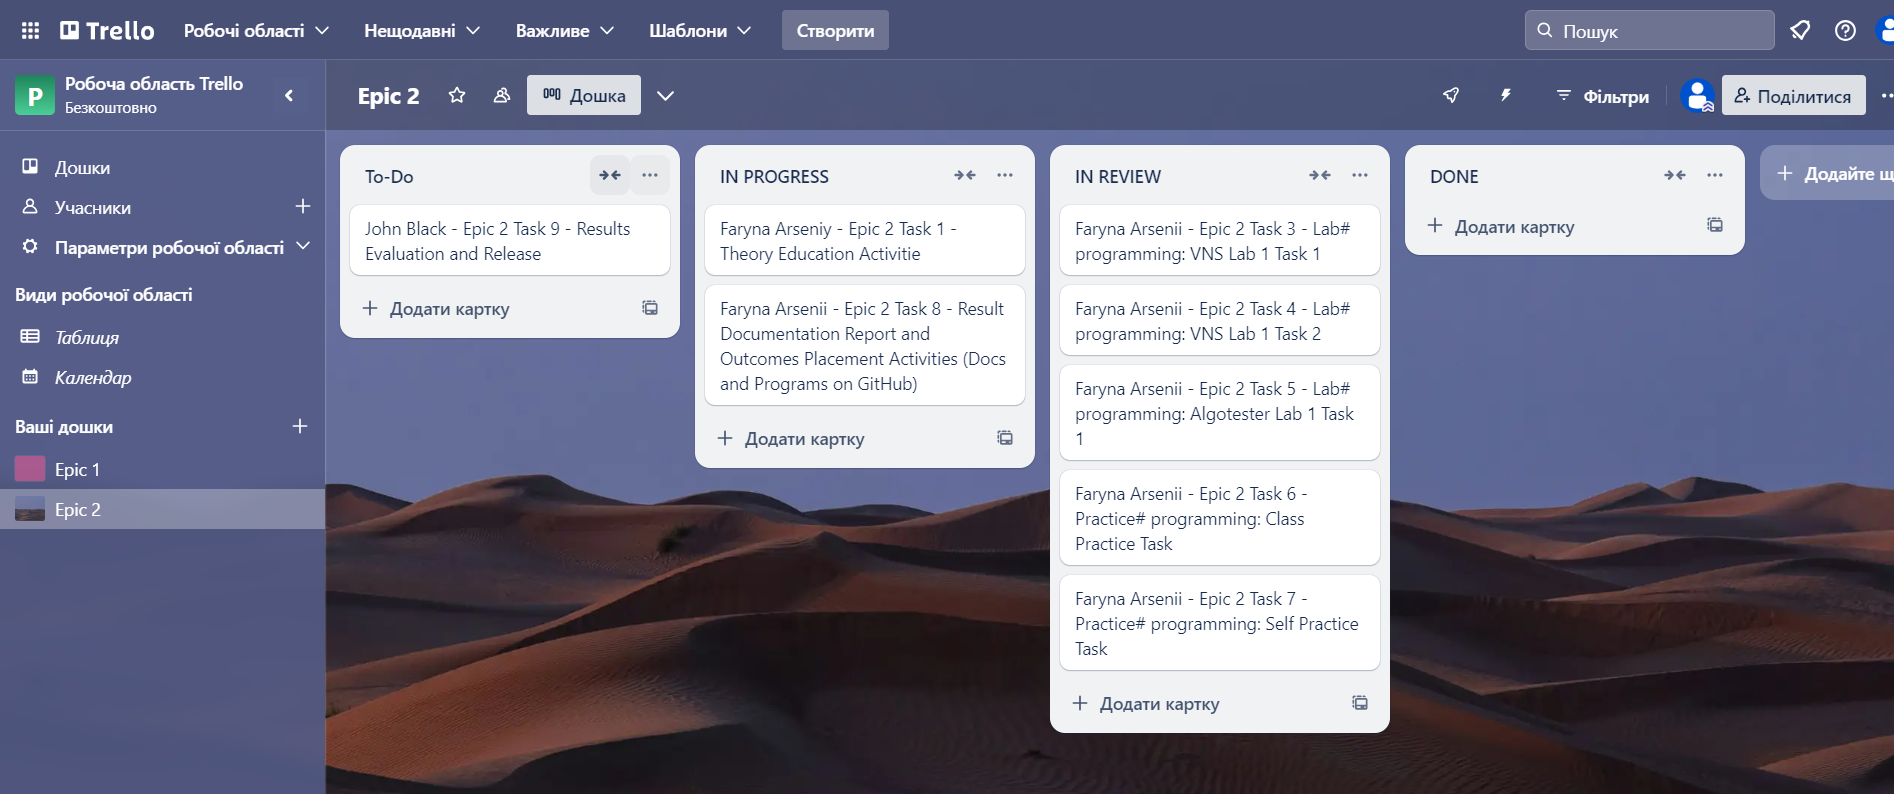 Trello
Робочі області
Нещодавні
Важливе
Шаблони
Створити
Пошук
P
Робоча область Trello
Безкоштовно
Epic 2
Дошка
Фільтри
Поділитися
Дошки
Учасники
Параметри робочої області
Види робочої області
Таблиця
Календар
Ваші дошки
Epic 1
Epic 2
To-Do
John Black - Epic 2 Task 9 - Results
Evaluation and Release
Додати картку
IN PROGRESS
Faryna Arseniy - Epic 2 Task 1 -
Theory Education Activitie
Faryna Arsenii - Epic 2 Task 8 - Result
Documentation Report and
Outcomes Placement Activities (Docs
and Programs on GitHub)
Додати картку
IN REVIEW
Faryna Arsenii - Epic 2 Task 3 - Lab#
programming: VNS Lab 1 Task 1
Faryna Arsenii - Epic 2 Task 4 - Lab#
programming: VNS Lab 1 Task 2
Faryna Arsenii - Epic 2 Task 5 - Lab#
programming: Algotester Lab 1 Task
1
Faryna Arsenii - Epic 2 Task 6 -
Practice# programming: Class
Practice Task
Faryna Arsenii - Epic 2 Task 7 -
Practice# programming: Self Practice
Task
Додати картку
DONE
Додати картку
Додайте щ